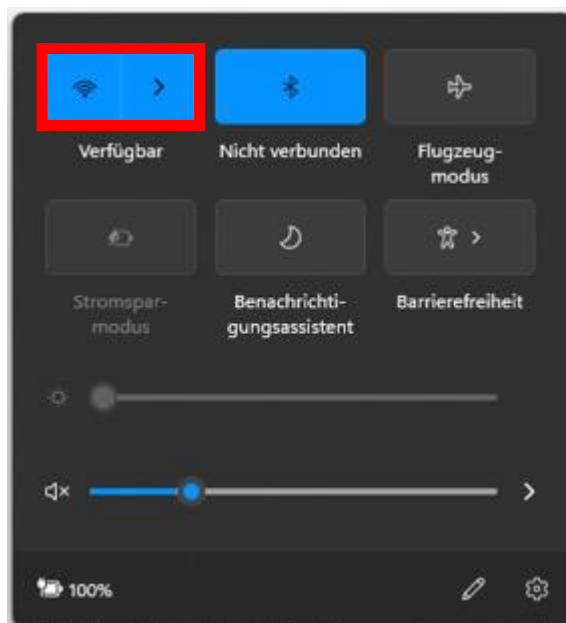 Verfügbar
Nicht verbunden
Flugzeug-
modus
Stromspar-
modus
Benachrichti-
gungsassistent
Barrierefreiheit
100%